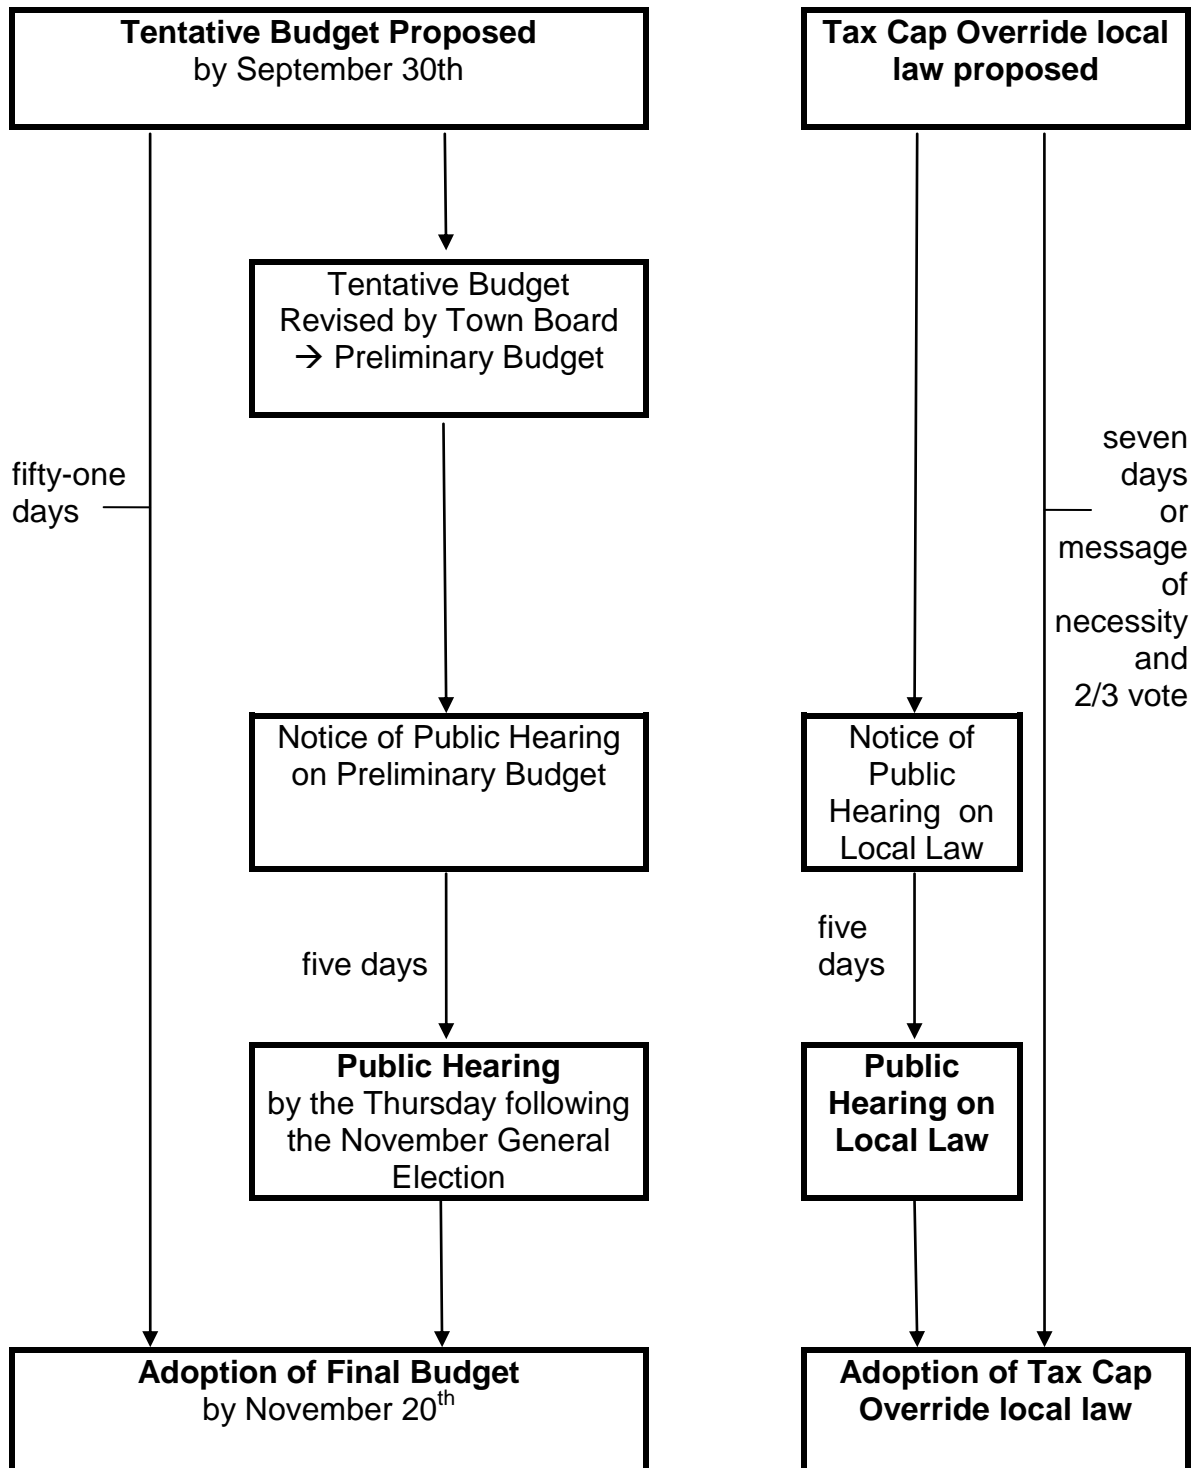 Tentative Budget Proposed
by September 30th
Tax Cap Override local
law proposed
Tentative Budget
Revised by Town Board
→ Preliminary Budget
fifty-one
days
seven
days
or
message
of
necessity
and
2/3 vote
Notice of Public Hearing
on Preliminary Budget
Notice of
Public
Hearing on
Local Law
five days
five
days
Public Hearing
by the Thursday following
the November General
Election
Public
Hearing on
Local Law
Adoption of Final Budget
by November 20th
Adoption of Tax Cap
Override local law